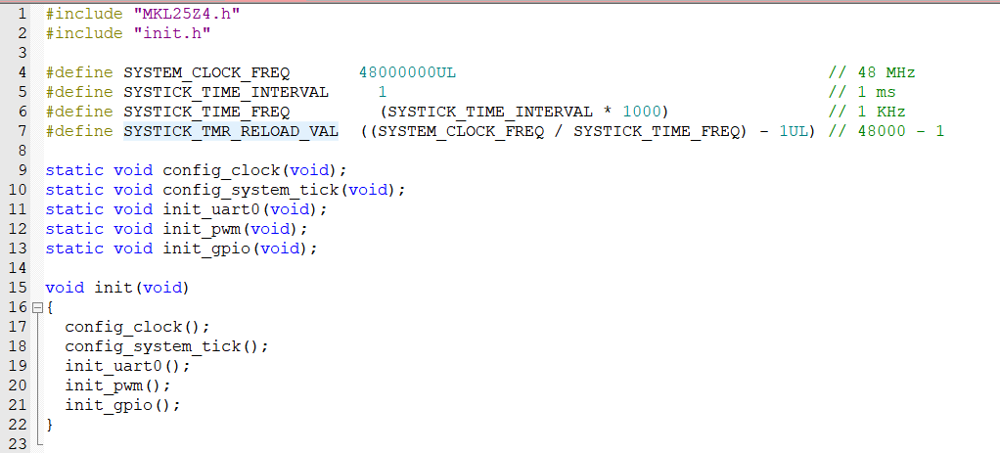 1 #include "MKL25Z4.h"
2 #include "init.h"
3
4 #define SYSTEM_CLOCK_FREQ 48000000UL // 48 MHz
5 #define SYSTICK_TIME_INTERVAL 1 // 1 ms
6 #define SYSTICK_TIME_FREQ (SYSTICK_TIME_INTERVAL * 1000) // 1 KHz
7 #define SYSTICK_TMR_RELOAD_VAL ((SYSTEM_CLOCK_FREQ / SYSTICK_TIME_FREQ) - 1UL) // 48000 - 1
8
9 static void config_clock(void);
10 static void config_system_tick(void);
11 static void init_uart0(void);
12 static void init_pwm(void);
13 static void init_gpio(void);
14
15 void init(void)
16 {
17 config_clock();
18 config_system_tick();
19 init_uart0();
20 init_pwm();
21 init_gpio();
22 }
23